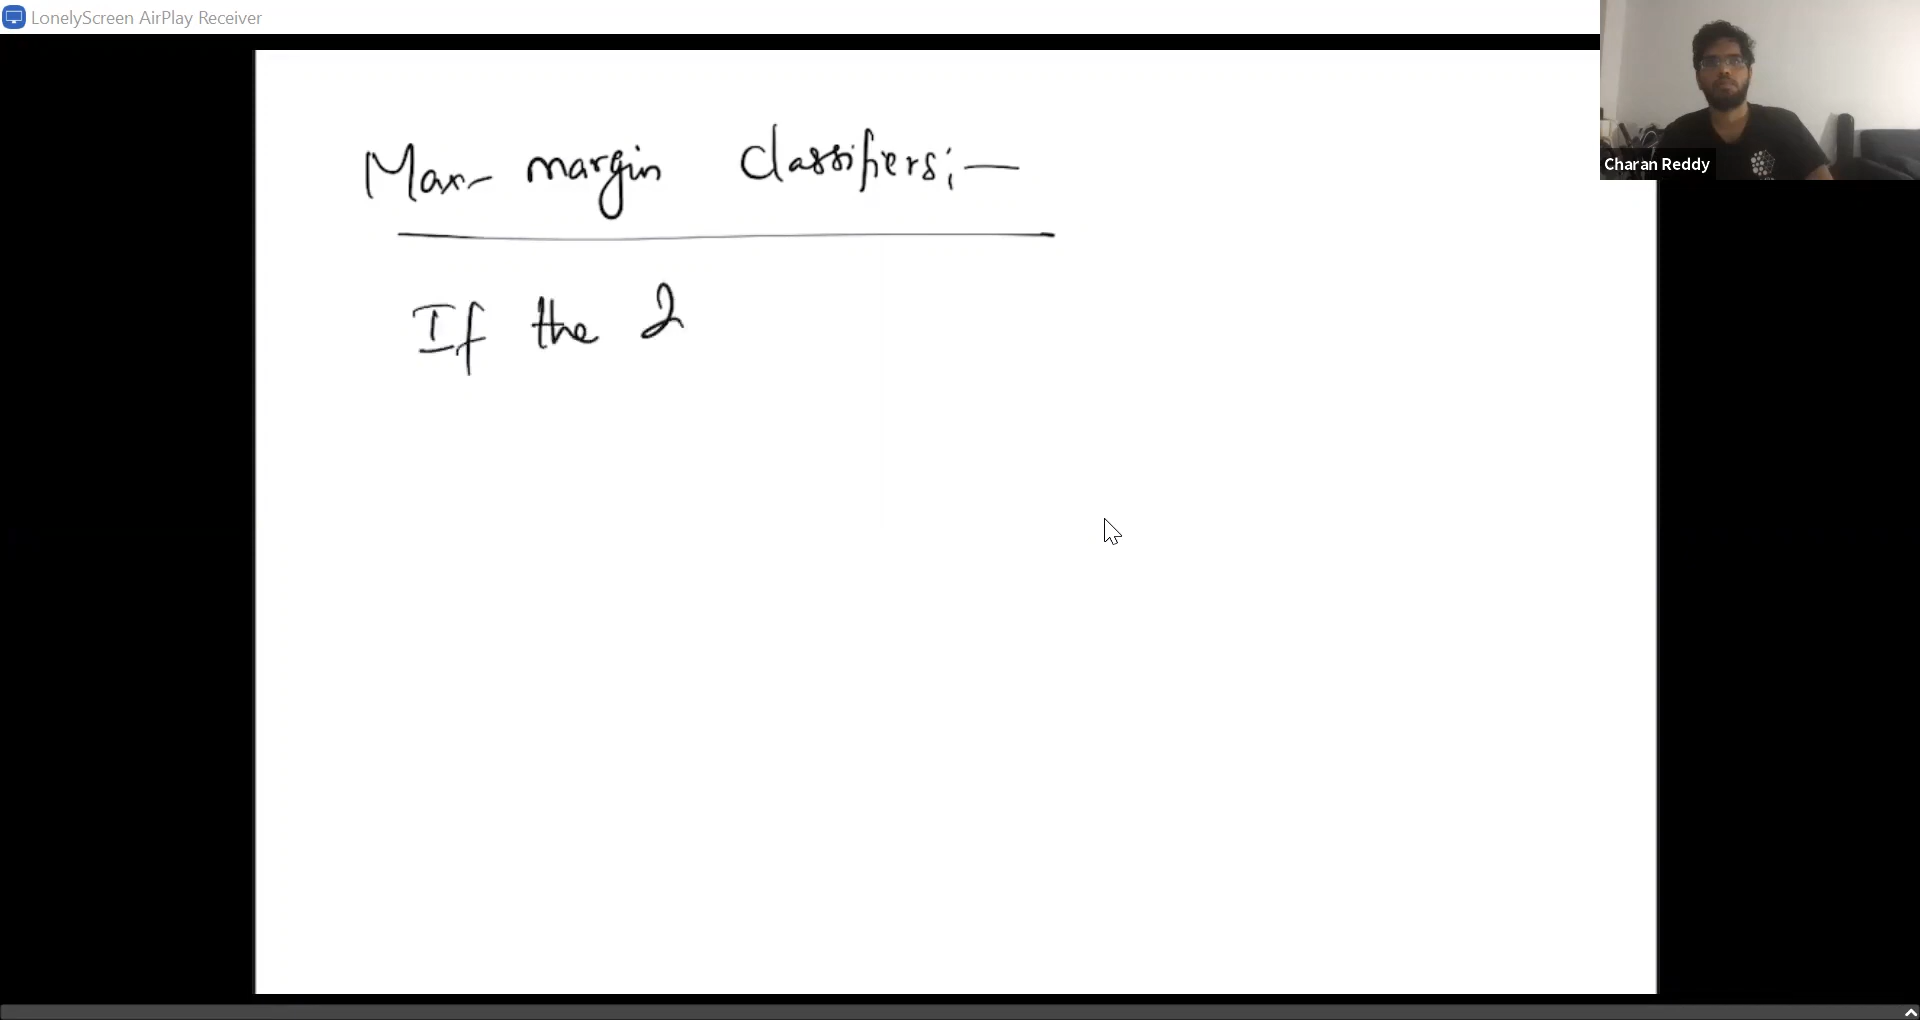 LonelyScreen AirPlay Receiver
Charan Reddy
Max- margin classifiers:—
If the 2